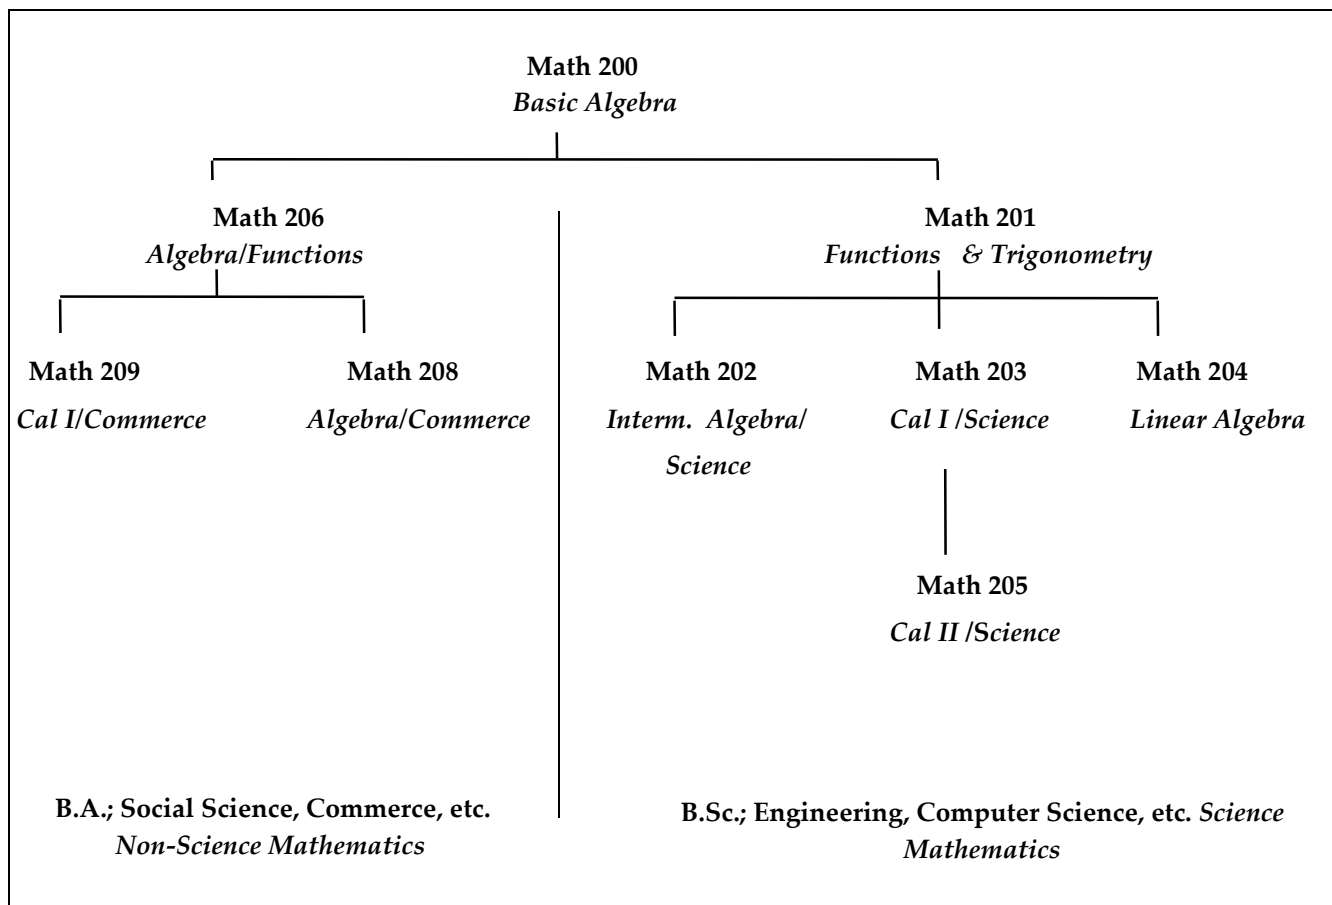 Math 200
Basic Algebra
Math 206
Algebra/Functions
Math 201
Functions & Trigonometry
Math 209
Cal I/Commerce
Math 208
Algebra/Commerce
Math 202
Interm. Algebra/
Science
Math 203
Cal I /Science
Math 204
Linear Algebra
Math 205
Cal II /Science
B.A.; Social Science, Commerce, etc.
Non-Science Mathematics
B.Sc.; Engineering, Computer Science, etc. Science
Mathematics